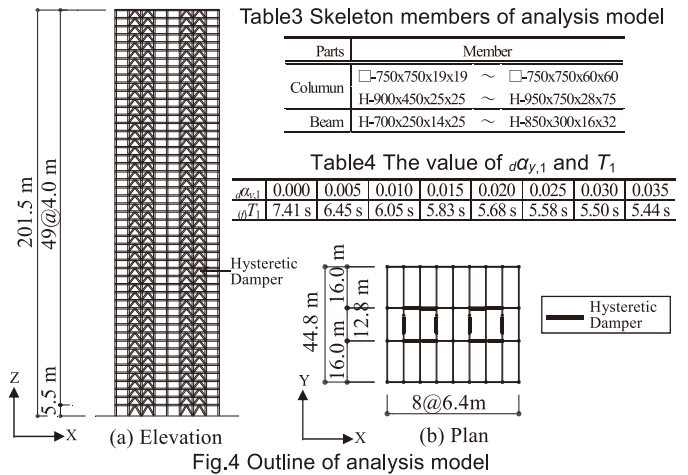 Table3 Skeleton members of analysis model
Parts Member
Columun □-750x750x19x19 ～ □-750x750x60x60
H-900x450x25x25 ～ H-950x750x28x75
Beam H-700x250x14x25 ～ H-850x300x16x32
Table4 The value of dαy,1 and T1
dαy,1 0.000 0.005 0.010 0.015 0.020 0.025 0.030 0.035
(f)T1 7.41 s 6.45 s 6.05 s 5.83 s 5.68 s 5.58 s 5.50 s 5.44 s
201.5 m
49@4.0 m
5.5 m
Hysteretic
Damper
Z
X
(a) Elevation
44.8 m
16.0 m
12.8 m
16.0 m
Hysteretic
Damper
Y
X
8@6.4m
(b) Plan
Fig.4 Outline of analysis model